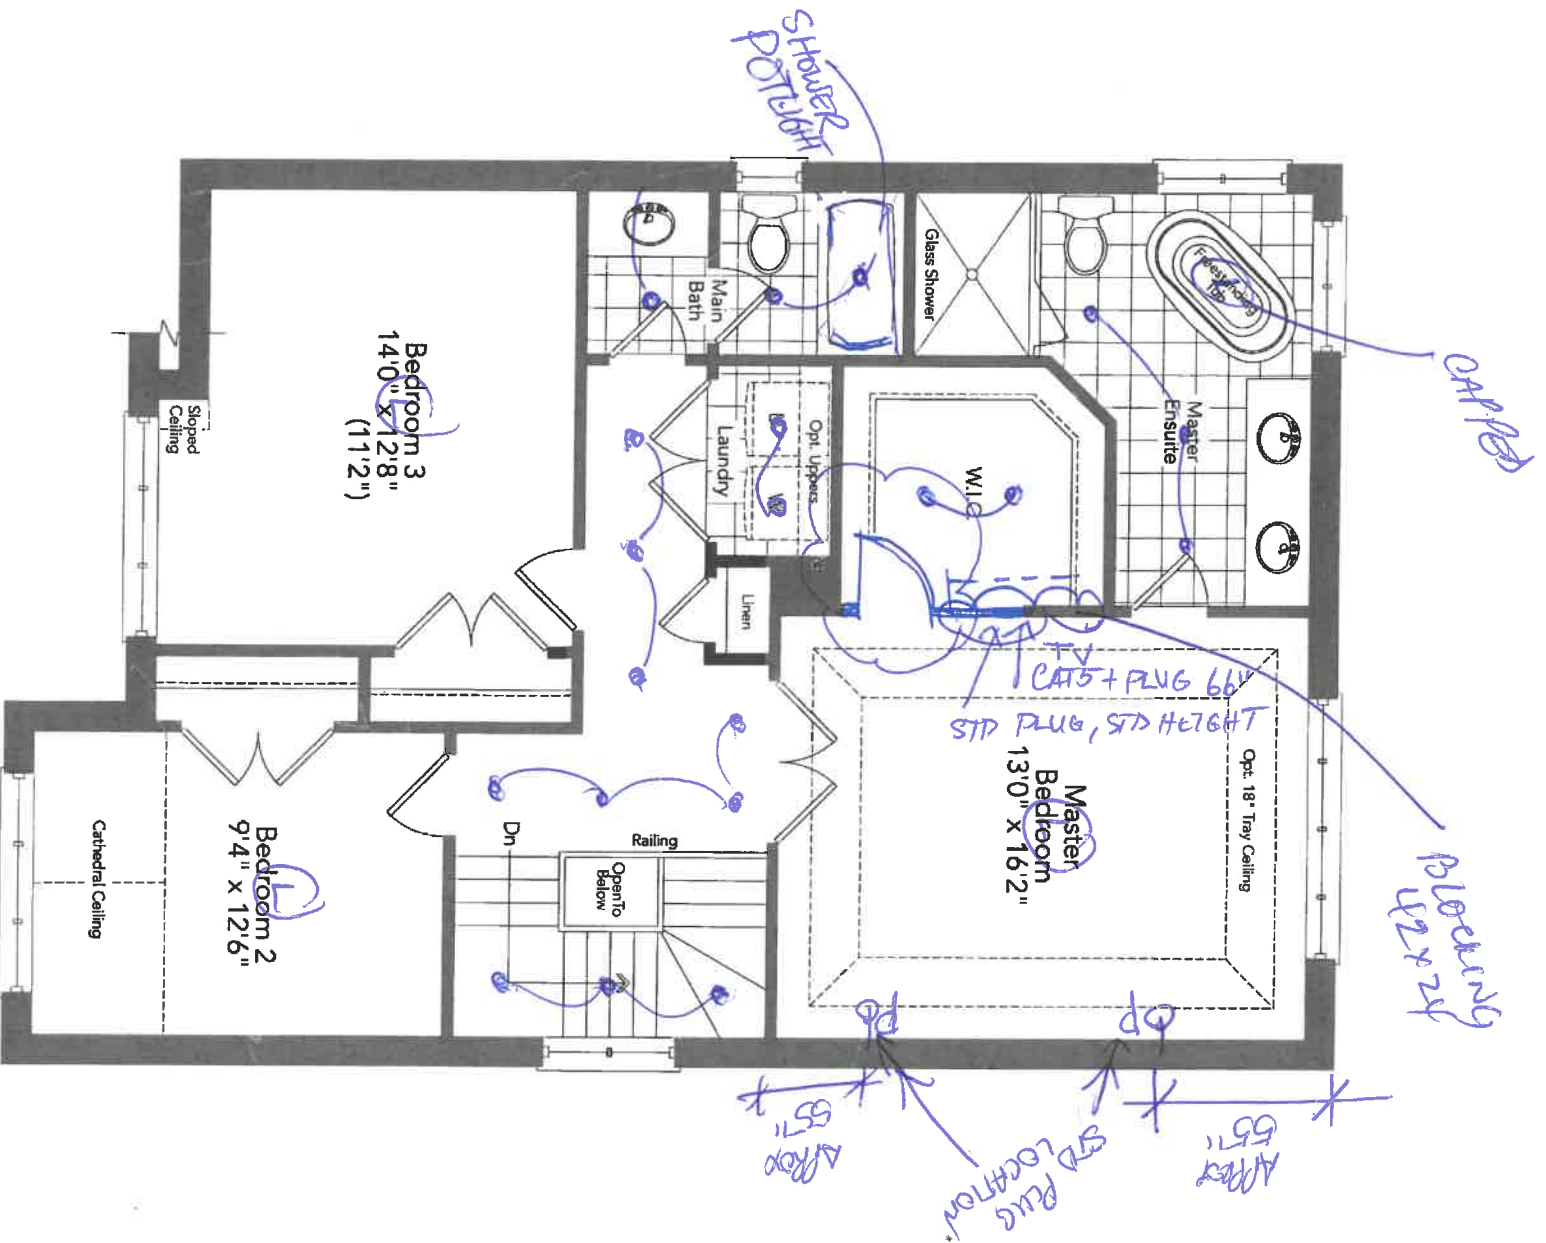 SHOWER
POTLIGHT
CAPPED
Freestanding
Tub
Glass Shower
Main
Bath
Master
Ensuite
Opt. Uppers
D
W
Laundry
W.I.C.
Linen
Bedroom 3
14'0" x 12'8"
(11'2")
L
Sloped
Ceiling
TV
CAT5 + PLUG 66"
STD PLUG, STD HEIGHT
BLOCKING
42 x 24
Opt. 18" Tray Ceiling
Master
Bedroom
13'0" x 16'2"
Railing
Open To
Below
Dn
Bedroom 2
9'4" x 12'6"
L
Cathedral Ceiling
55"
APROX
STD PLUG
LOCATION
55"
APPROX